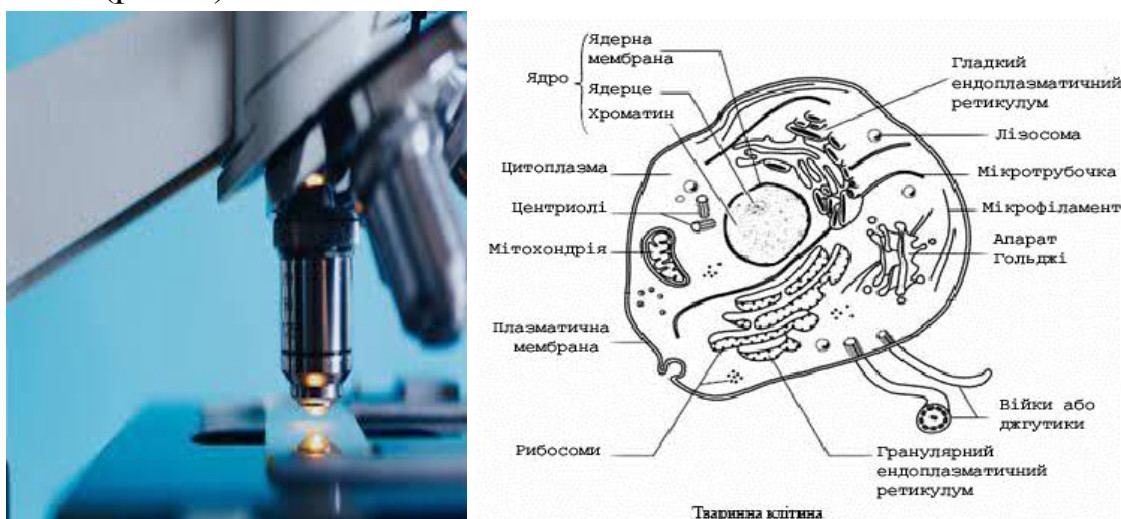 Ядерна
мембрана
Ядро
Ядерце
Хроматин
Гладкий
ендоплазматичний
ретикулум
Лізосома
Цитоплазма
Мікротрубочка
Центриолі
Мікрофіламент
Мітохондрія
Апарат
Гольджі
Плазматична
мембрана
Війки або
джгутики
Рибосоми
Гранулярний
ендоплазматичний
ретикулум
Тваринна клітина